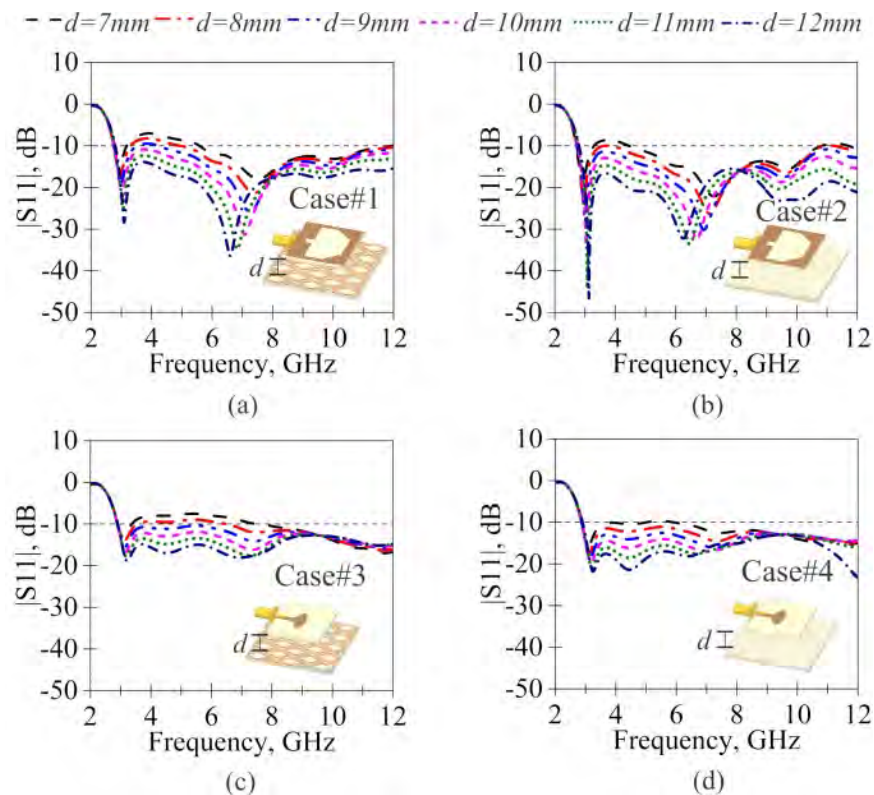 d=7mm d=8mm d=9mm d=10mm d=11mm d=12mm
10
0
-10
-20
-30
-40
-50
|S11|, dB
Case#1
d
2 4 6 8 10 12
Frequency, GHz
(a)
10
0
-10
-20
-30
-40
-50
|S11|, dB
Case#2
d
2 4 6 8 10 12
Frequency, GHz
(b)
10
0
-10
-20
-30
-40
-50
|S11|, dB
Case#3
d
2 4 6 8 10 12
Frequency, GHz
(c)
10
0
-10
-20
-30
-40
-50
|S11|, dB
Case#4
d
2 4 6 8 10 12
Frequency, GHz
(d)